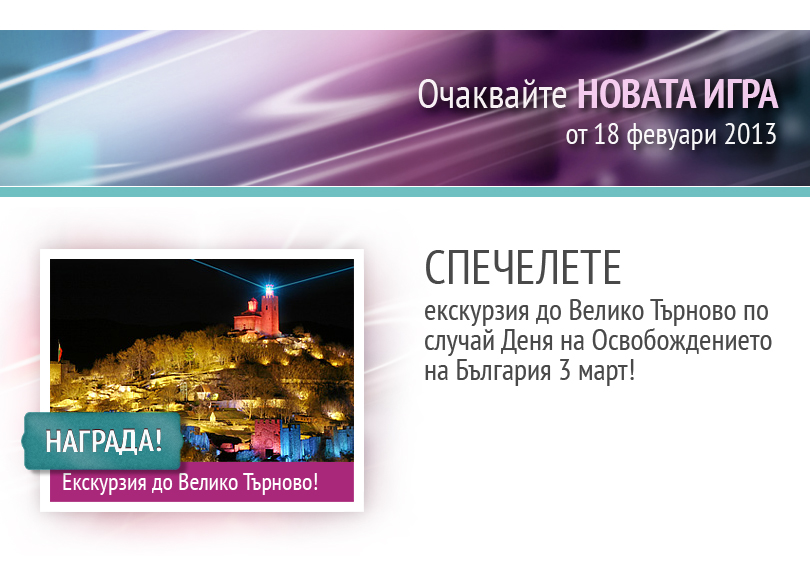 Очаквайте НОВАТА ИГРА
от 18 февуари 2013
СПЕЧЕЛЕТЕ
екскурзия до Велико Търново по
случай Деня на Освобождението
на България 3 март!
НАГРАДА!
Екскурзия до Велико Търново!